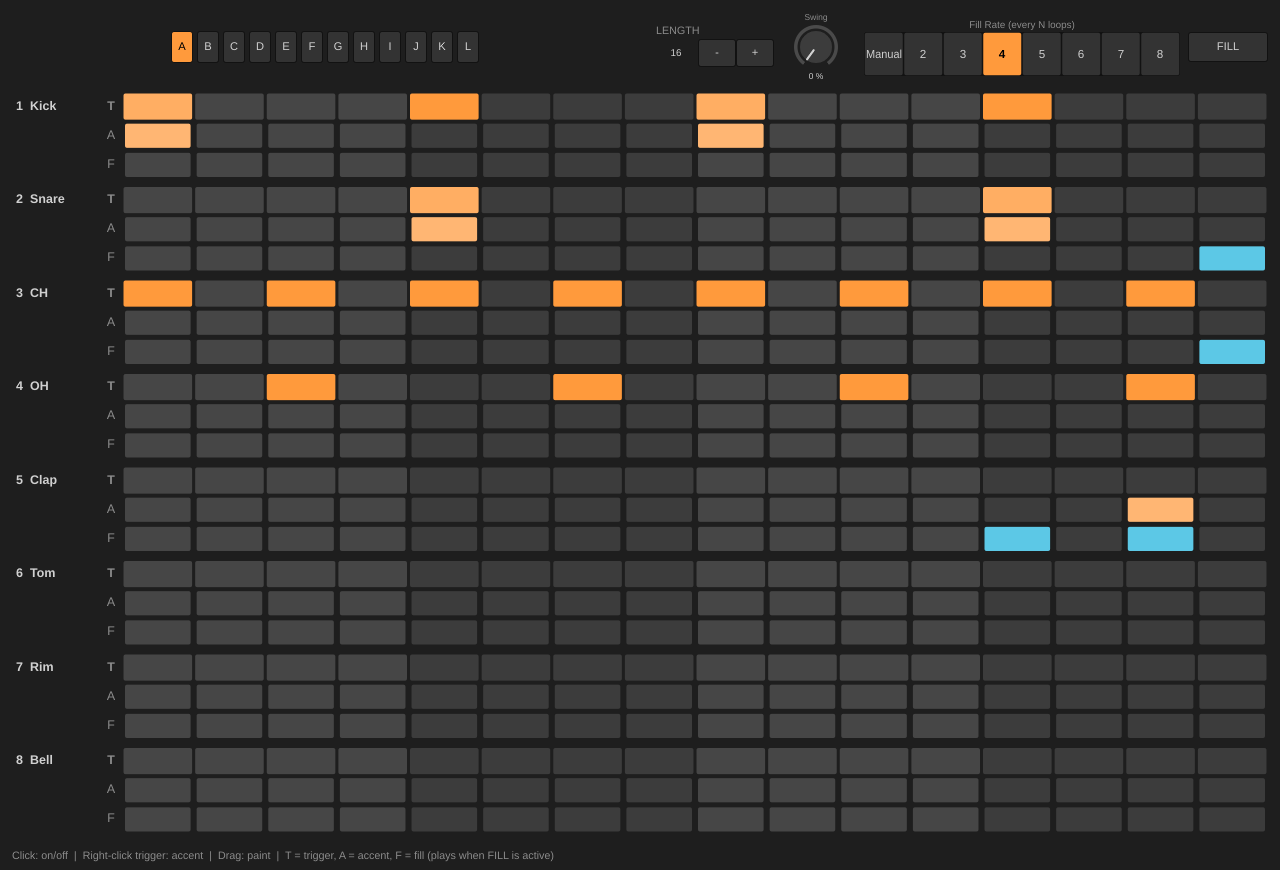 A B C D E F G H I J K L
LENGTH
16 - +
Swing
0 %
Fill Rate (every N loops)
Manual 2 3 4 5 6 7 8
FILL
1 Kick T
A
F
2 Snare T
A
F
3 CH T
A
F
4 OH T
A
F
5 Clap T
A
F
6 Tom T
A
F
7 Rim T
A
F
8 Bell T
A
F
Click: on/off | Right-click trigger: accent | Drag: paint | T = trigger, A = accent, F = fill (plays when FILL is active)